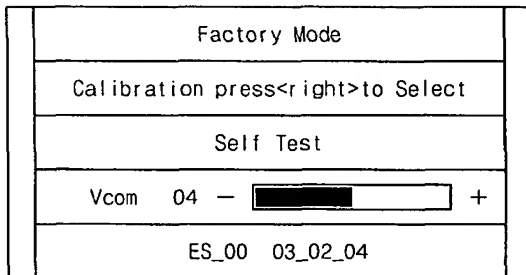 Factory Mode
Calibration press<right>to Select
Self Test
Vcom 04 − +
ES_00 03_02_04